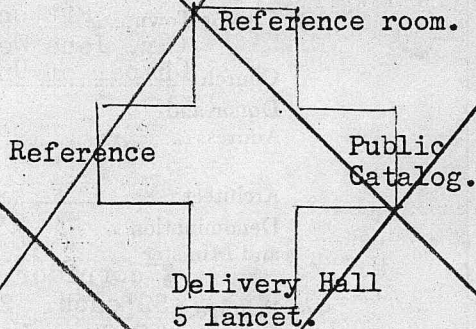 Reference room.
Reference
Public
Catalog.
Delivery Hall
5 lancet.